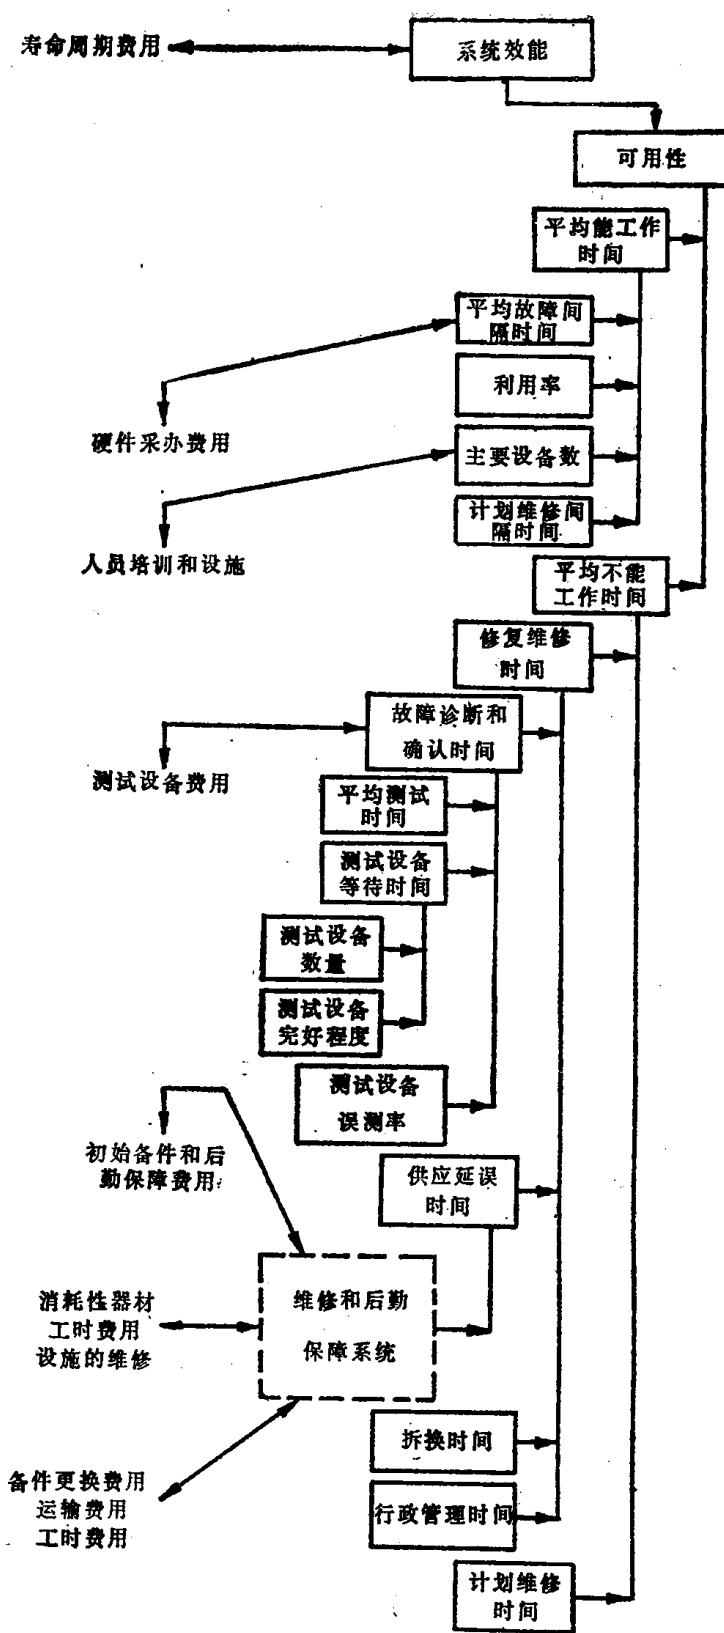 寿命周期费用
系统效能
可用性
平均能工作
时间
平均故障间
隔时间
利用率
硬件采办费用
主要设备数
计划维修间
隔时间
人员培训和设施
平均不能
工作时间
修复维修
时间
故障诊断和
确认时间
测试设备费用
平均测试
时间
测试设备
等待时间
测试设备
数量
测试设备
完好程度
测试设备
误测率
初始备件和后
勤保障费用
供应延误
时间
维修和后勤
保障系统
消耗性器材
工时费用
设施的维修
拆换时间
备件更换费用
运输费用
工时费用
行政管理时间
计划维修
时间